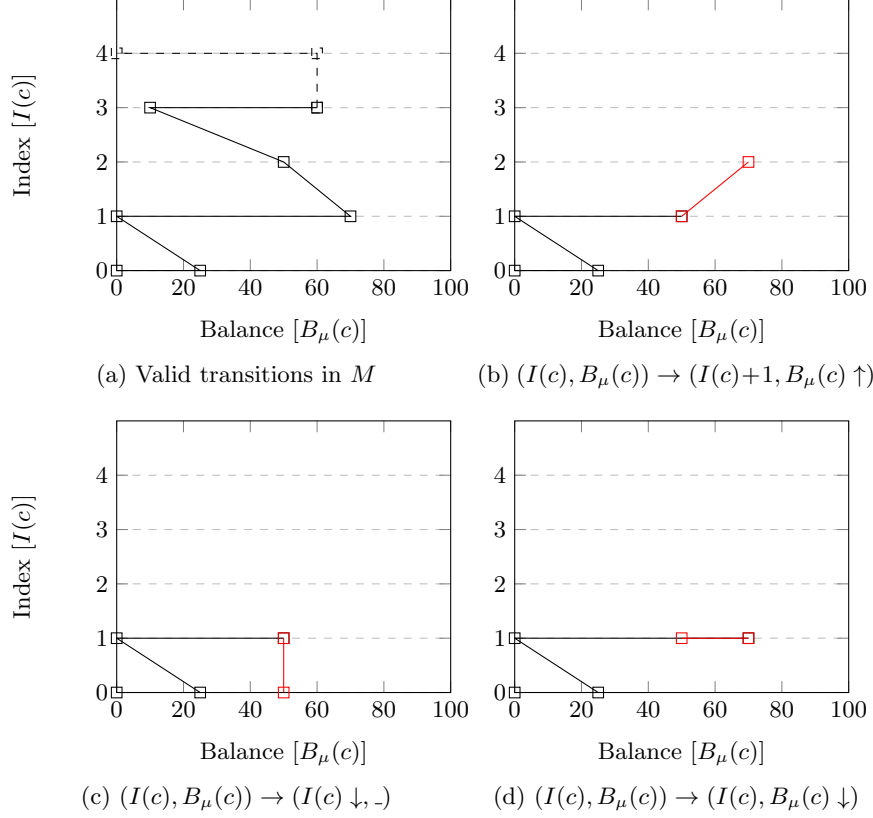 4
3
2
1
0
Index [I(c)]
0 20 40 60 80 100
Balance [B_μ(c)]
(a) Valid transitions in M
4
3
2
1
0
0 20 40 60 80 100
Balance [B_μ(c)]
(b) (I(c), B_μ(c)) → (I(c)+1, B_μ(c) ↑)
4
3
2
1
0
Index [I(c)]
0 20 40 60 80 100
Balance [B_μ(c)]
(c) (I(c), B_μ(c)) → (I(c) ↓, _)
4
3
2
1
0
0 20 40 60 80 100
Balance [B_μ(c)]
(d) (I(c), B_μ(c)) → (I(c), B_μ(c) ↓)